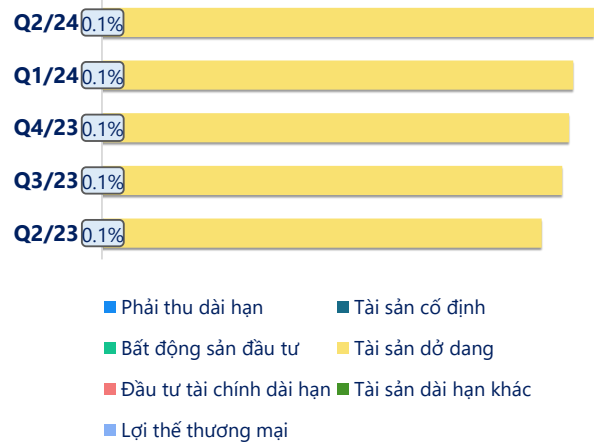 Q2/24 0.1%
Q1/24 0.1%
Q4/23 0.1%
Q3/23 0.1%
Q2/23 0.1%
Phải thu dài hạn Tài sản cố định
Bất động sản đầu tư Tài sản dở dang
Đầu tư tài chính dài hạn Tài sản dài hạn khác
Lợi thế thương mại